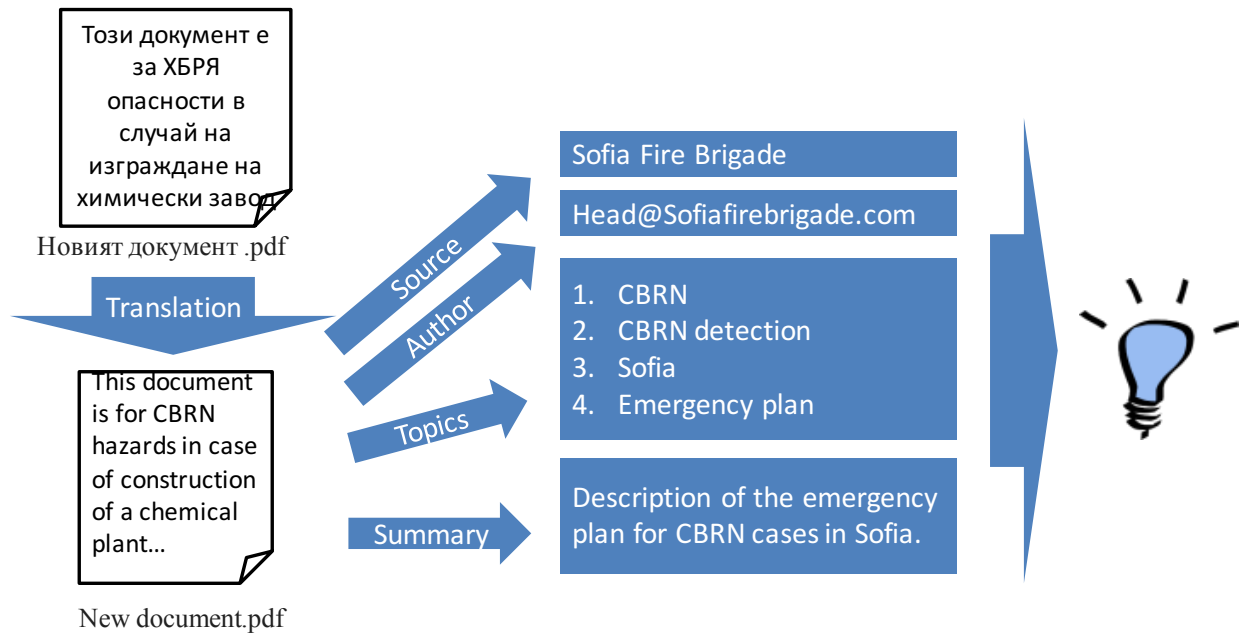 Този документ е
за ХБРЯ
опасности в
случай на
изграждане на
химически завод
Новият документ .pdf
Translation
This document
is for CBRN
hazards in case
of construction
of a chemical
plant…
New document.pdf
Source
Author
Topics
Summary
Sofia Fire Brigade
Head@Sofiafirebrigade.com
1. CBRN
2. CBRN detection
3. Sofia
4. Emergency plan
Description of the emergency
plan for CBRN cases in Sofia.